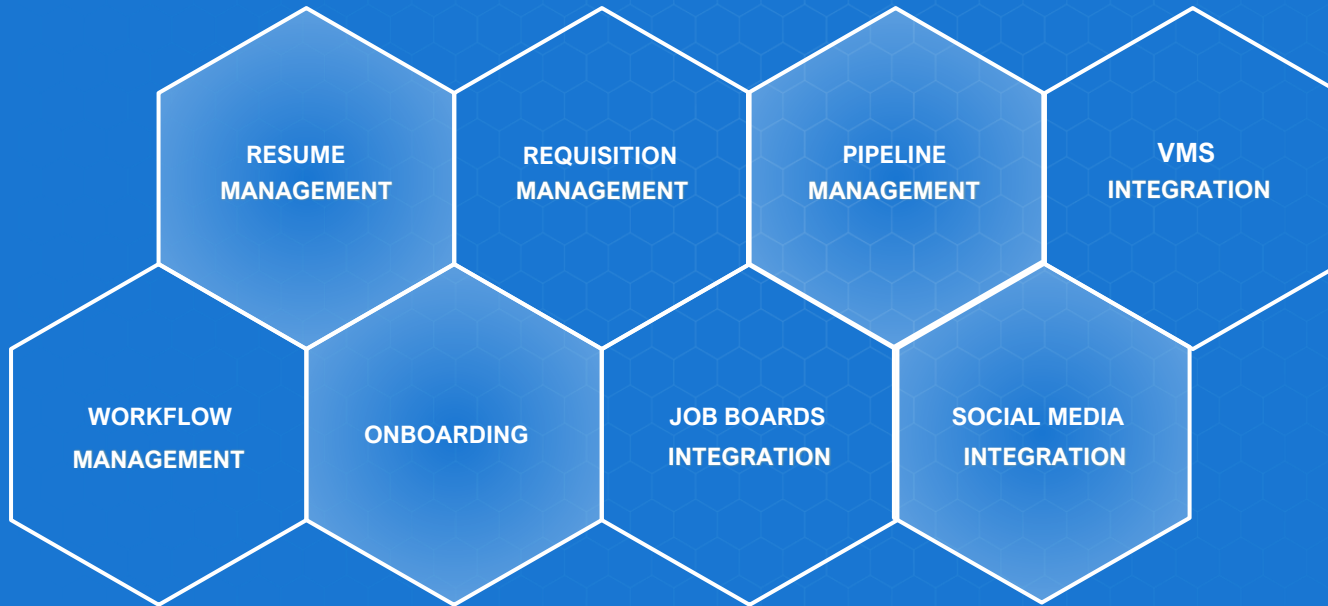 RESUME
MANAGEMENT
REQUISITION
MANAGEMENT
PIPELINE
MANAGEMENT
VMS
INTEGRATION
WORKFLOW
MANAGEMENT
ONBOARDING
JOB BOARDS
INTEGRATION
SOCIAL MEDIA
INTEGRATION